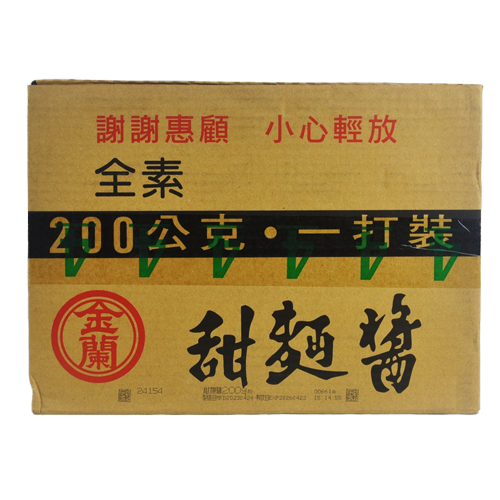 謝謝惠顧 小心輕放
全素
200公克・一打裝
金蘭
甜麵醬
04154